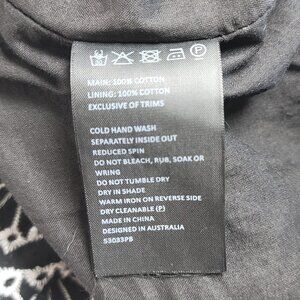 MAIN: 100% COTTON
LINING: 100% COTTON
EXCLUSIVE OF TRIMS
COLD HAND WASH
SEPARATELY INSIDE OUT
REDUCED SPIN
DO NOT BLEACH, RUB, SOAK OR
WRING
DO NOT TUMBLE DRY
DRY IN SHADE
WARM IRON ON REVERSE SIDE
DRY CLEANABLE (P)
MADE IN CHINA
DESIGNED IN AUSTRALIA
53033PB